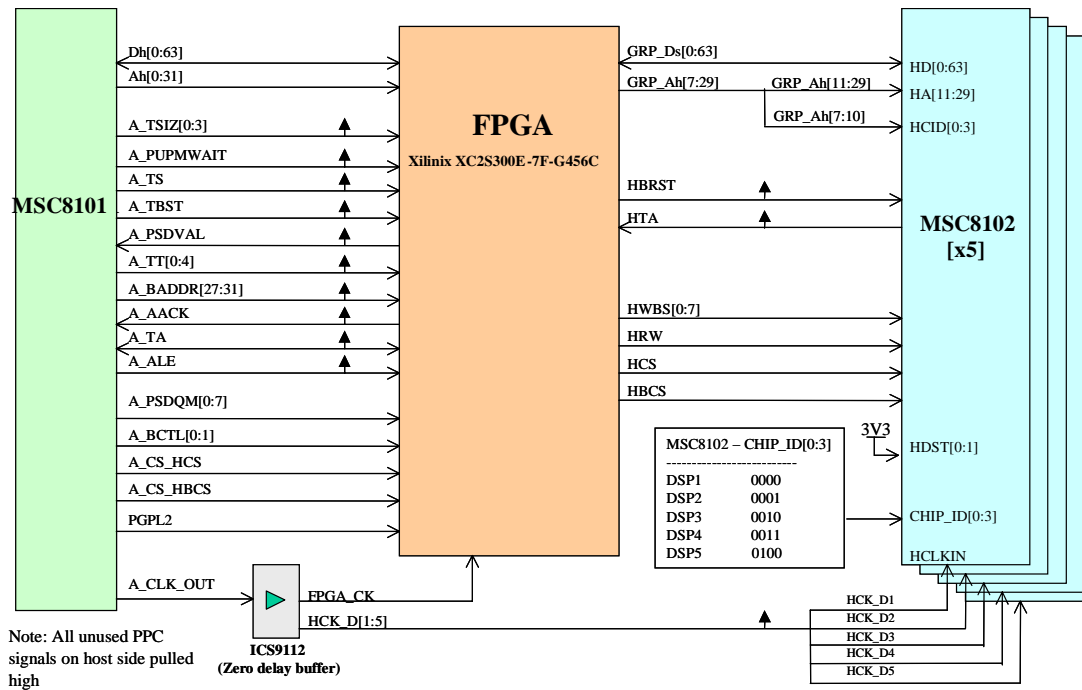 MSC8101
Dh[0:63]
Ah[0:31]
A_TSIZ[0:3]
A_PUPMWAIT
A_TS
A_TBST
A_PSDVAL
A_TT[0:4]
A_BADDR[27:31]
A_AACK
A_TA
A_ALE
A_PSDQM[0:7]
A_BCTL[0:1]
A_CS_HCS
A_CS_HBCS
PGPL2
A_CLK_OUT
FPGA
Xilinix XC2S300E-7F-G456C
GRP_Ds[0:63]
GRP_Ah[7:29]
GRP_Ah[11:29]
GRP_Ah[7:10]
HBRST
HTA
HWBS[0:7]
HRW
HCS
HBCS
HD[0:63]
HA[11:29]
HCID[0:3]
MSC8102
[x5]
3V3
HDST[0:1]
CHIP_ID[0:3]
HCLKIN
MSC8102 – CHIP_ID[0:3]
--------------------------
DSP1 0000
DSP2 0001
DSP3 0010
DSP4 0011
DSP5 0100
FPGA_CK
HCK_D[1:5]
ICS9112
(Zero delay buffer)
HCK_D1
HCK_D2
HCK_D3
HCK_D4
HCK_D5
Note: All unused PPC
signals on host side pulled
high